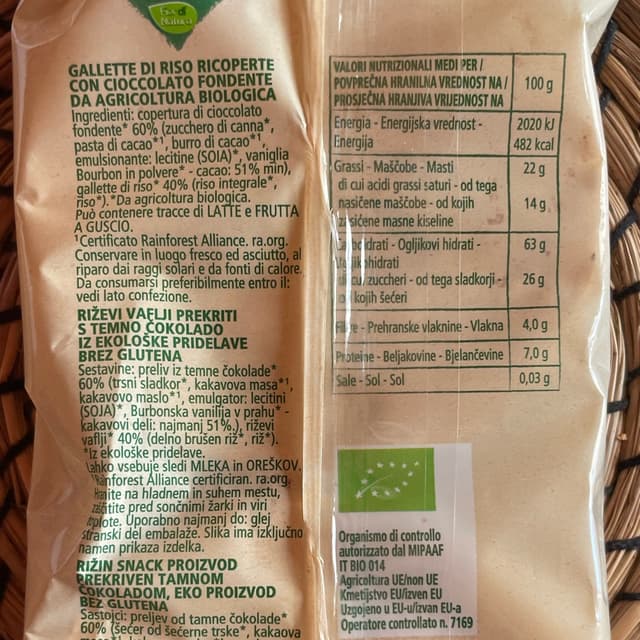 GALLETTE DI RISO RICOPERTE
CON CIOCCOLATO FONDENTE
DA AGRICOLTURA BIOLOGICA
Ingredienti: copertura di cioccolato
fondente* 60% (zucchero di canna*,
pasta di cacao*¹, burro di cacao*¹,
emulsionante: lecitine (SOIA)*, vaniglia
Bourbon in polvere* - cacao: 51% min),
gallette di riso* 40% (riso integrale*,
riso*). *Da agricoltura biologica.
Può contenere tracce di LATTE e FRUTTA
A GUSCIO.
¹Certificato Rainforest Alliance. ra.org.
Conservare in luogo fresco ed asciutto, al
riparo dai raggi solari e da fonti di calore.
Da consumarsi preferibilmente entro il:
vedi lato confezione.
RIŽEVI VAFLJI PREKRITI
S TEMNO ČOKOLADO
IZ EKOLOŠKE PRIDELAVE
BREZ GLUTENA
Sestavine: preliv iz temne čokolade*
60% (trsni sladkor*, kakavova masa*¹,
kakavovo maslo*¹, emulgator: lecitini
(SOJA)*, Burbonska vanilija v prahu* -
kakavovi deli: najmanj 51%), riževi
vaflji* 40% (delno brušen riž*, riž*).
*Iz ekološke pridelave.
Lahko vsebuje sledi MLEKA in OREŠKOV.
¹Rainforest Alliance certificiran. ra.org.
Hranite na hladnem in suhem mestu,
zaščitite pred sončnimi žarki in viri
toplote. Uporabno najmanj do: glej
stranski del embalaže. Slika ima izključno
namen prikaza izdelka.
RIŽIN SNACK PROIZVOD
PREKRIVEN TAMNOM
ČOKOLADOM, EKO PROIZVOD
BEZ GLUTENA
Sastojci: preljev od tamne čokolade*
60% (šećer od šećerne trske*, kakaova
VALORI NUTRIZIONALI MEDI PER /
POVPREČNA HRANILNA VREDNOST NA /
PROSJEČNA HRANJIVA VRIJEDNOST NA
100 g
Energia - Energijska vrednost -
Energija
2020 kJ
482 kcal
Grassi - Maščobe - Masti
22 g
di cui acidi grassi saturi - od tega
nasičene maščobe - od kojih
zasićene masne kiseline
14 g
Carboidrati - Ogljikovi hidrati -
Ugljikohidrati
63 g
di cui zuccheri - od tega sladkorji -
od kojih šećeri
26 g
Fibre - Prehranske vlaknine - Vlakna
4,0 g
Proteine - Beljakovine - Bjelančevine
7,0 g
Sale - Sol - Sol
0,03 g
Organismo di controllo
autorizzato dal MIPAAF
IT BIO 014
Agricoltura UE/non UE
Kmetijstvo EU/izven EU
Uzgojeno u EU-u/izvan EU-a
Operatore controllato n. 7169